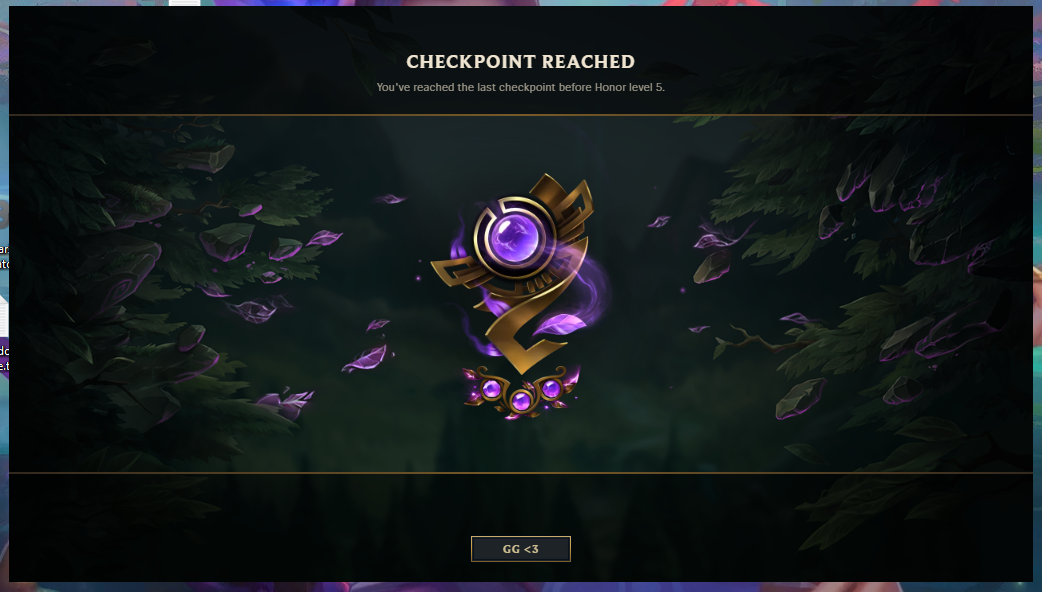 CHECKPOINT REACHED
You've reached the last checkpoint before Honor level 5.
GG <3